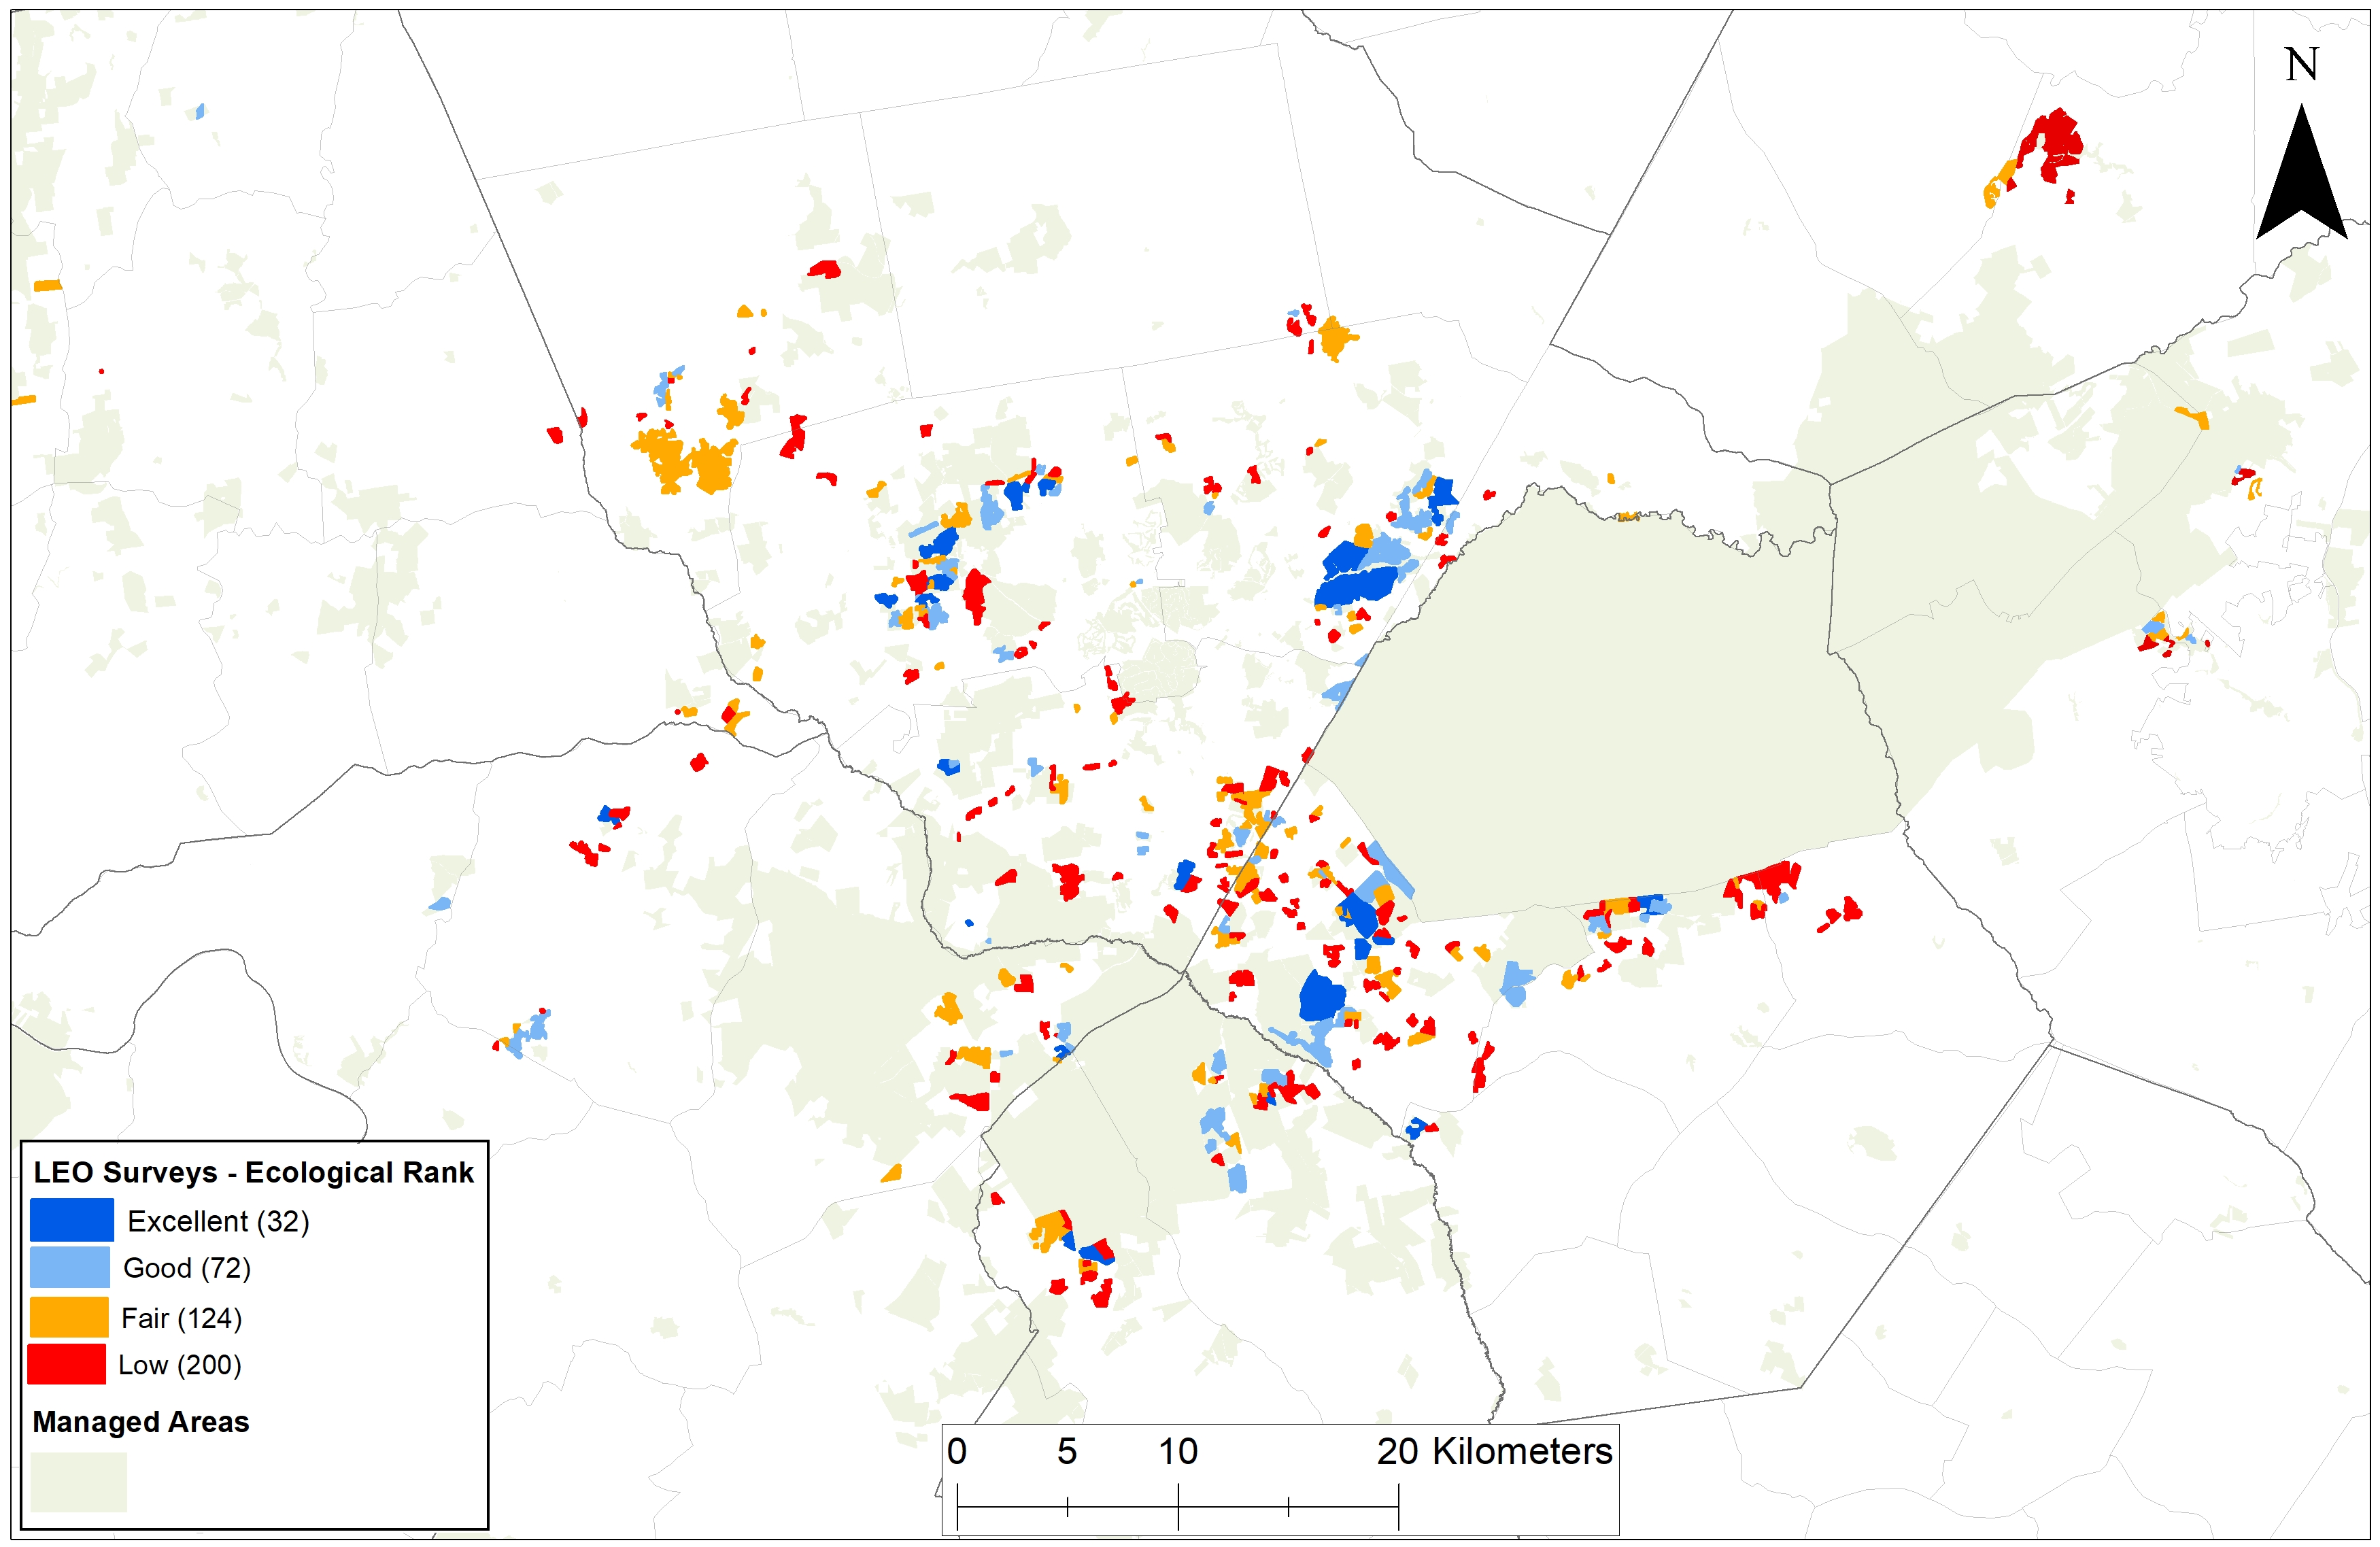 N
LEO Surveys - Ecological Rank
Excellent (32)
Good (72)
Fair (124)
Low (200)
Managed Areas
0 5 10 20 Kilometers